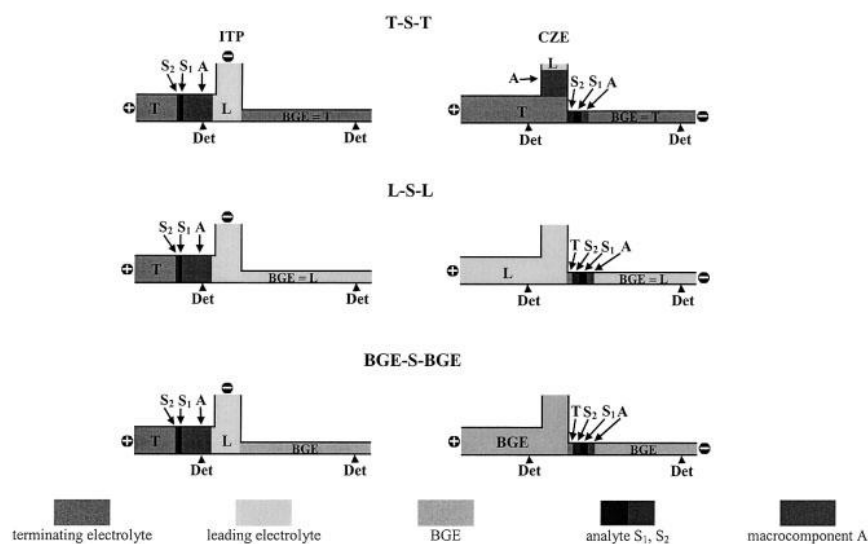 T-S-T
ITP
CZE
S2 S1 A
L
A
S2 S1 A
T
L
BGE = T
T
BGE = T
Det
Det
Det
Det
L-S-L
S2 S1 A
T S2 S1 A
T
BGE = L
L
BGE = L
Det
Det
Det
Det
BGE-S-BGE
S2 S1 A
T S2 S1 A
T
L
BGE
BGE
BGE
Det
Det
Det
Det
terminating electrolyte
leading electrolyte
BGE
analyte S1, S2
macrocomponent A